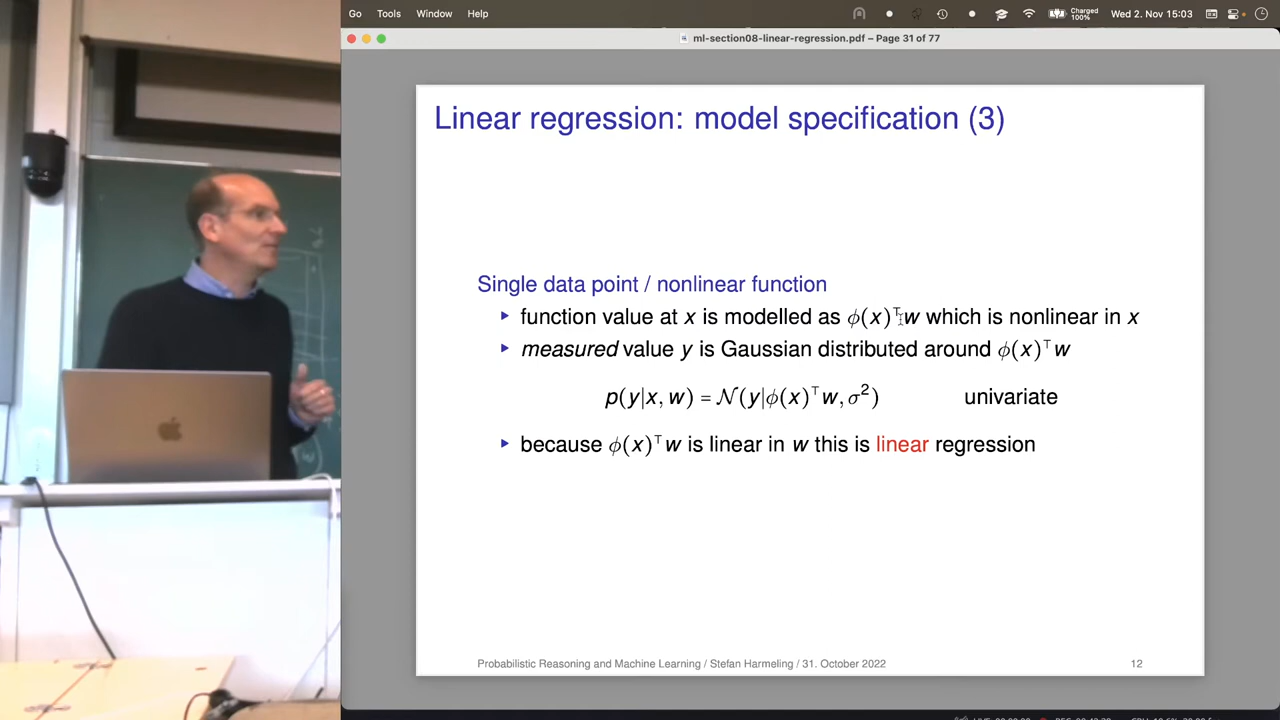 Go Tools Window Help Charged 100% Wed 2. Nov 15:03
ml-section08-linear-regression.pdf – Page 31 of 77
Linear regression: model specification (3)
Single data point / nonlinear function
function value at x is modelled as ϕ(x)ᵀw which is nonlinear in x
measured value y is Gaussian distributed around ϕ(x)ᵀw
p(y|x, w) = N(y|ϕ(x)ᵀw, σ²) univariate
because ϕ(x)ᵀw is linear in w this is linear regression
Probabilistic Reasoning and Machine Learning / Stefan Harmeling / 31. October 2022 12